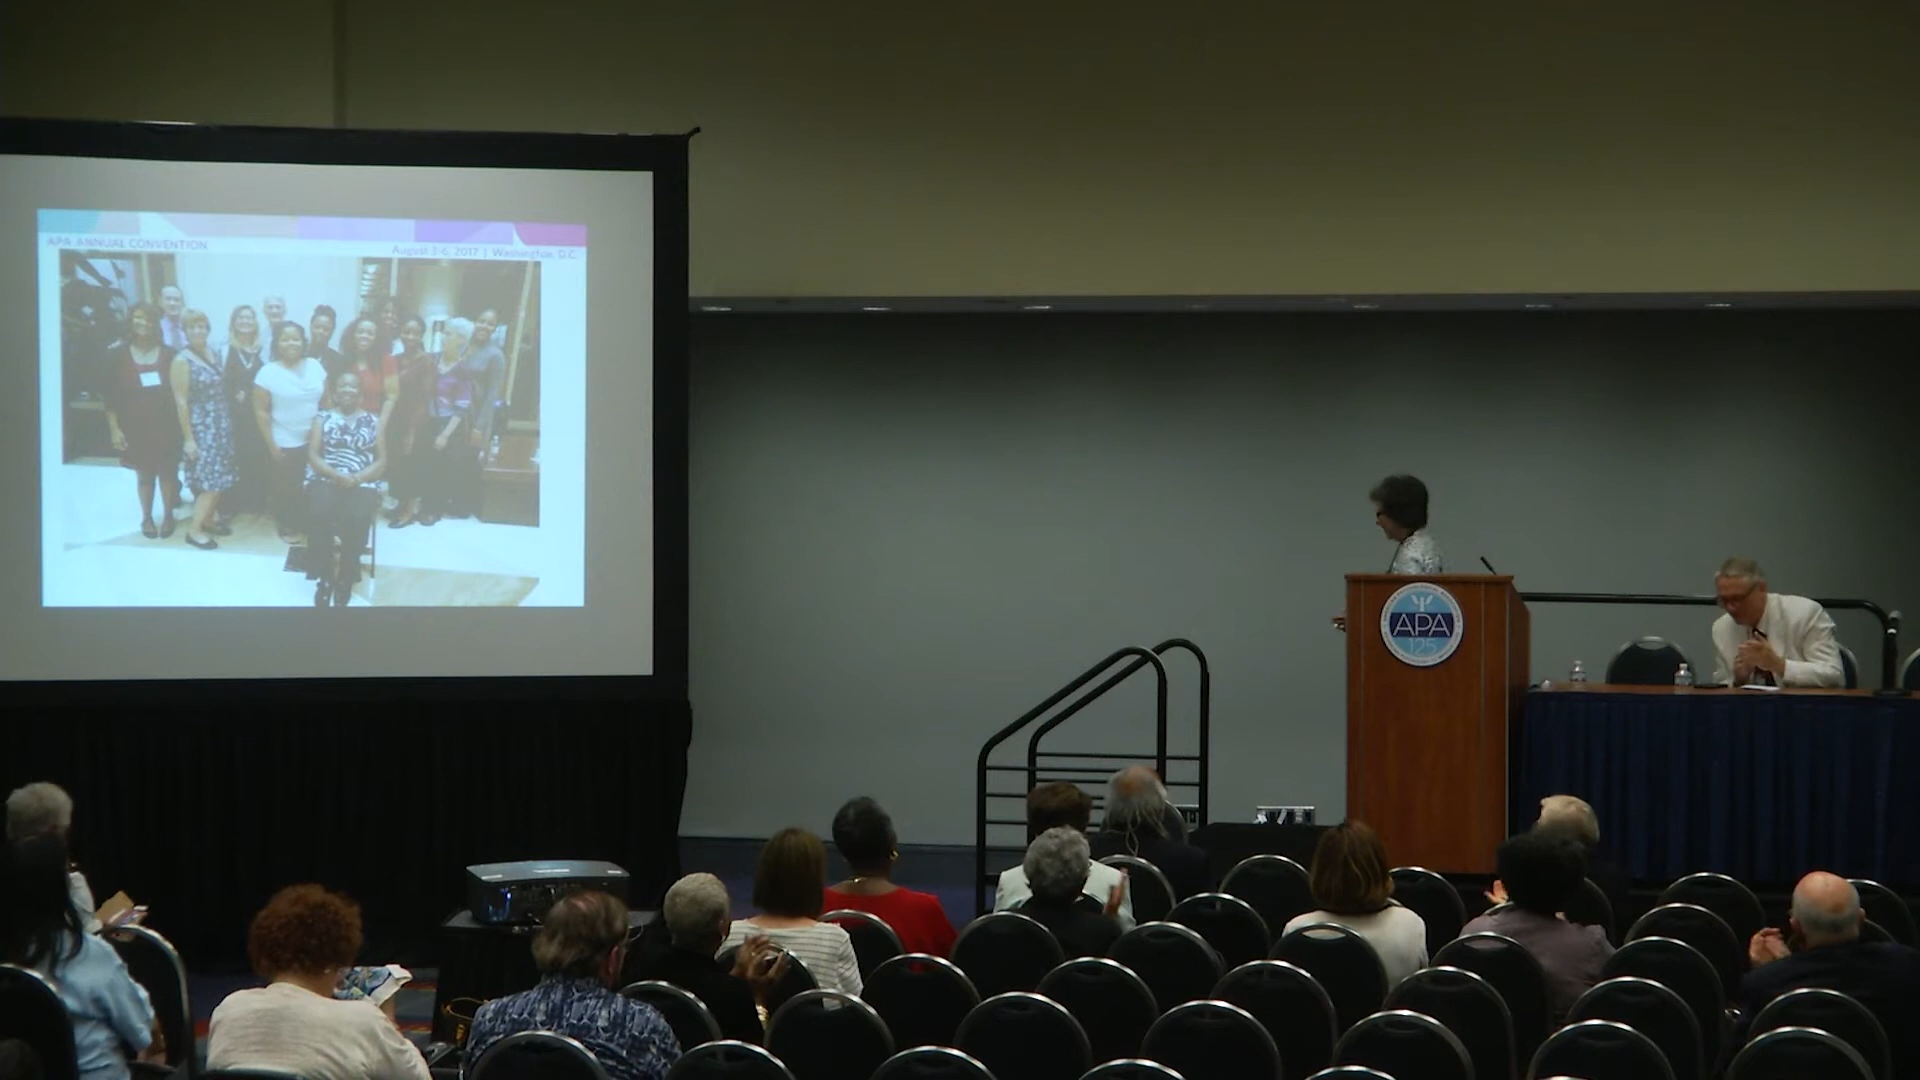 APA ANNUAL CONVENTION
August 3-6, 2017 | Washington, D.C.
APA
125